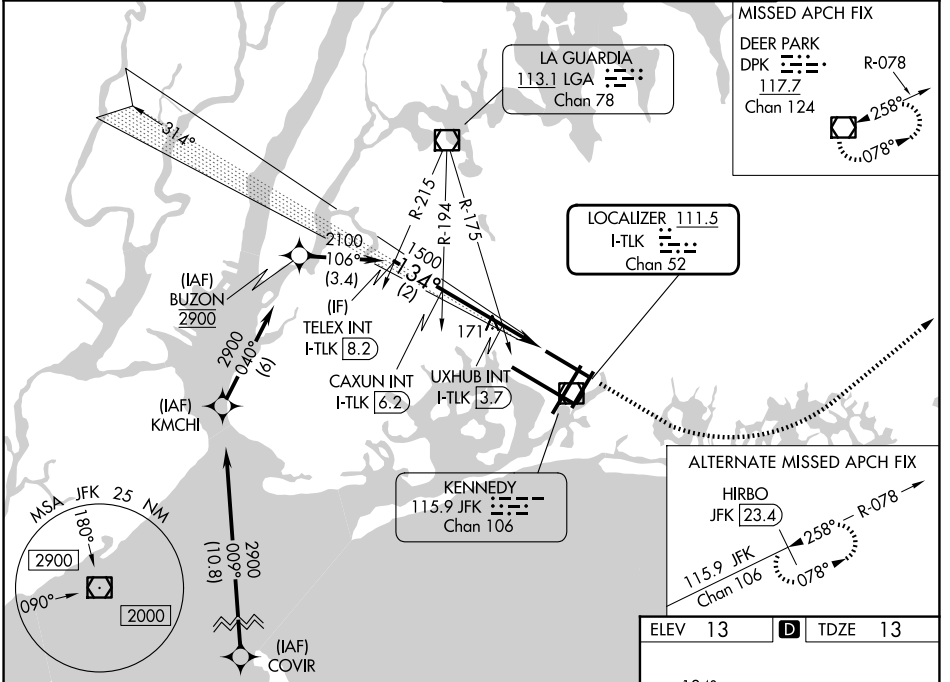 MISSED APCH FIX
DEER PARK
DPK
117.7
Chan 124
R-078
258°
078°
LA GUARDIA
113.1 LGA
Chan 78
314°
R-215
R-194
R-175
LOCALIZER 111.5
I-TLK
Chan 52
2100
106°
(3.4)
1500
134°
(2)
(IAF)
BUZON
2900
(IF)
TELEX INT
I-TLK 8.2
171
2900
040°
(6)
CAXUN INT
I-TLK 6.2
UXHUB INT
I-TLK 3.7
(IAF)
KMCHI
KENNEDY
115.9 JFK
Chan 106
ALTERNATE MISSED APCH FIX
HIRBO
JFK 23.4
R-078
258°
078°
115.9 JFK
Chan 106
MSA JFK 25 NM
180°
2900
090°
2000
2900
009°
(10.8)
(IAF)
COVIR
ELEV 13
D
TDZE 13